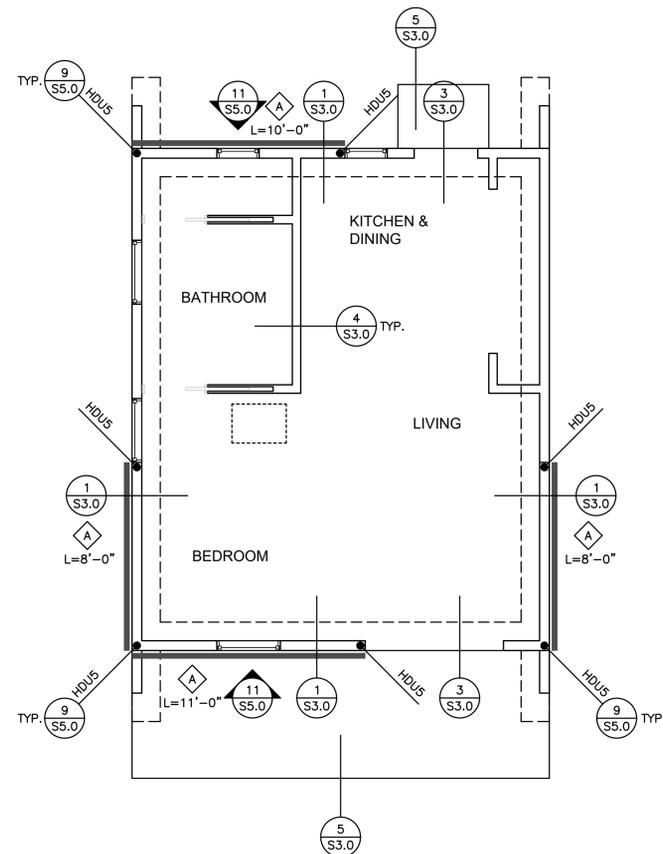 5
S3.0
TYP.
9
S5.0
HDU5
11
S5.0
A
L=10'-0"
1
S3.0
HDU5
3
S3.0
KITCHEN &
DINING
BATHROOM
4
S3.0
TYP.
HDU5
LIVING
HDU5
1
S3.0
A
L=8'-0"
1
S3.0
A
L=8'-0"
BEDROOM
TYP.
9
S5.0
HDU5
A
L=11'-0"
11
S5.0
1
S3.0
HDU5
3
S3.0
HDU5
9
S5.0
TYP
5
S3.0